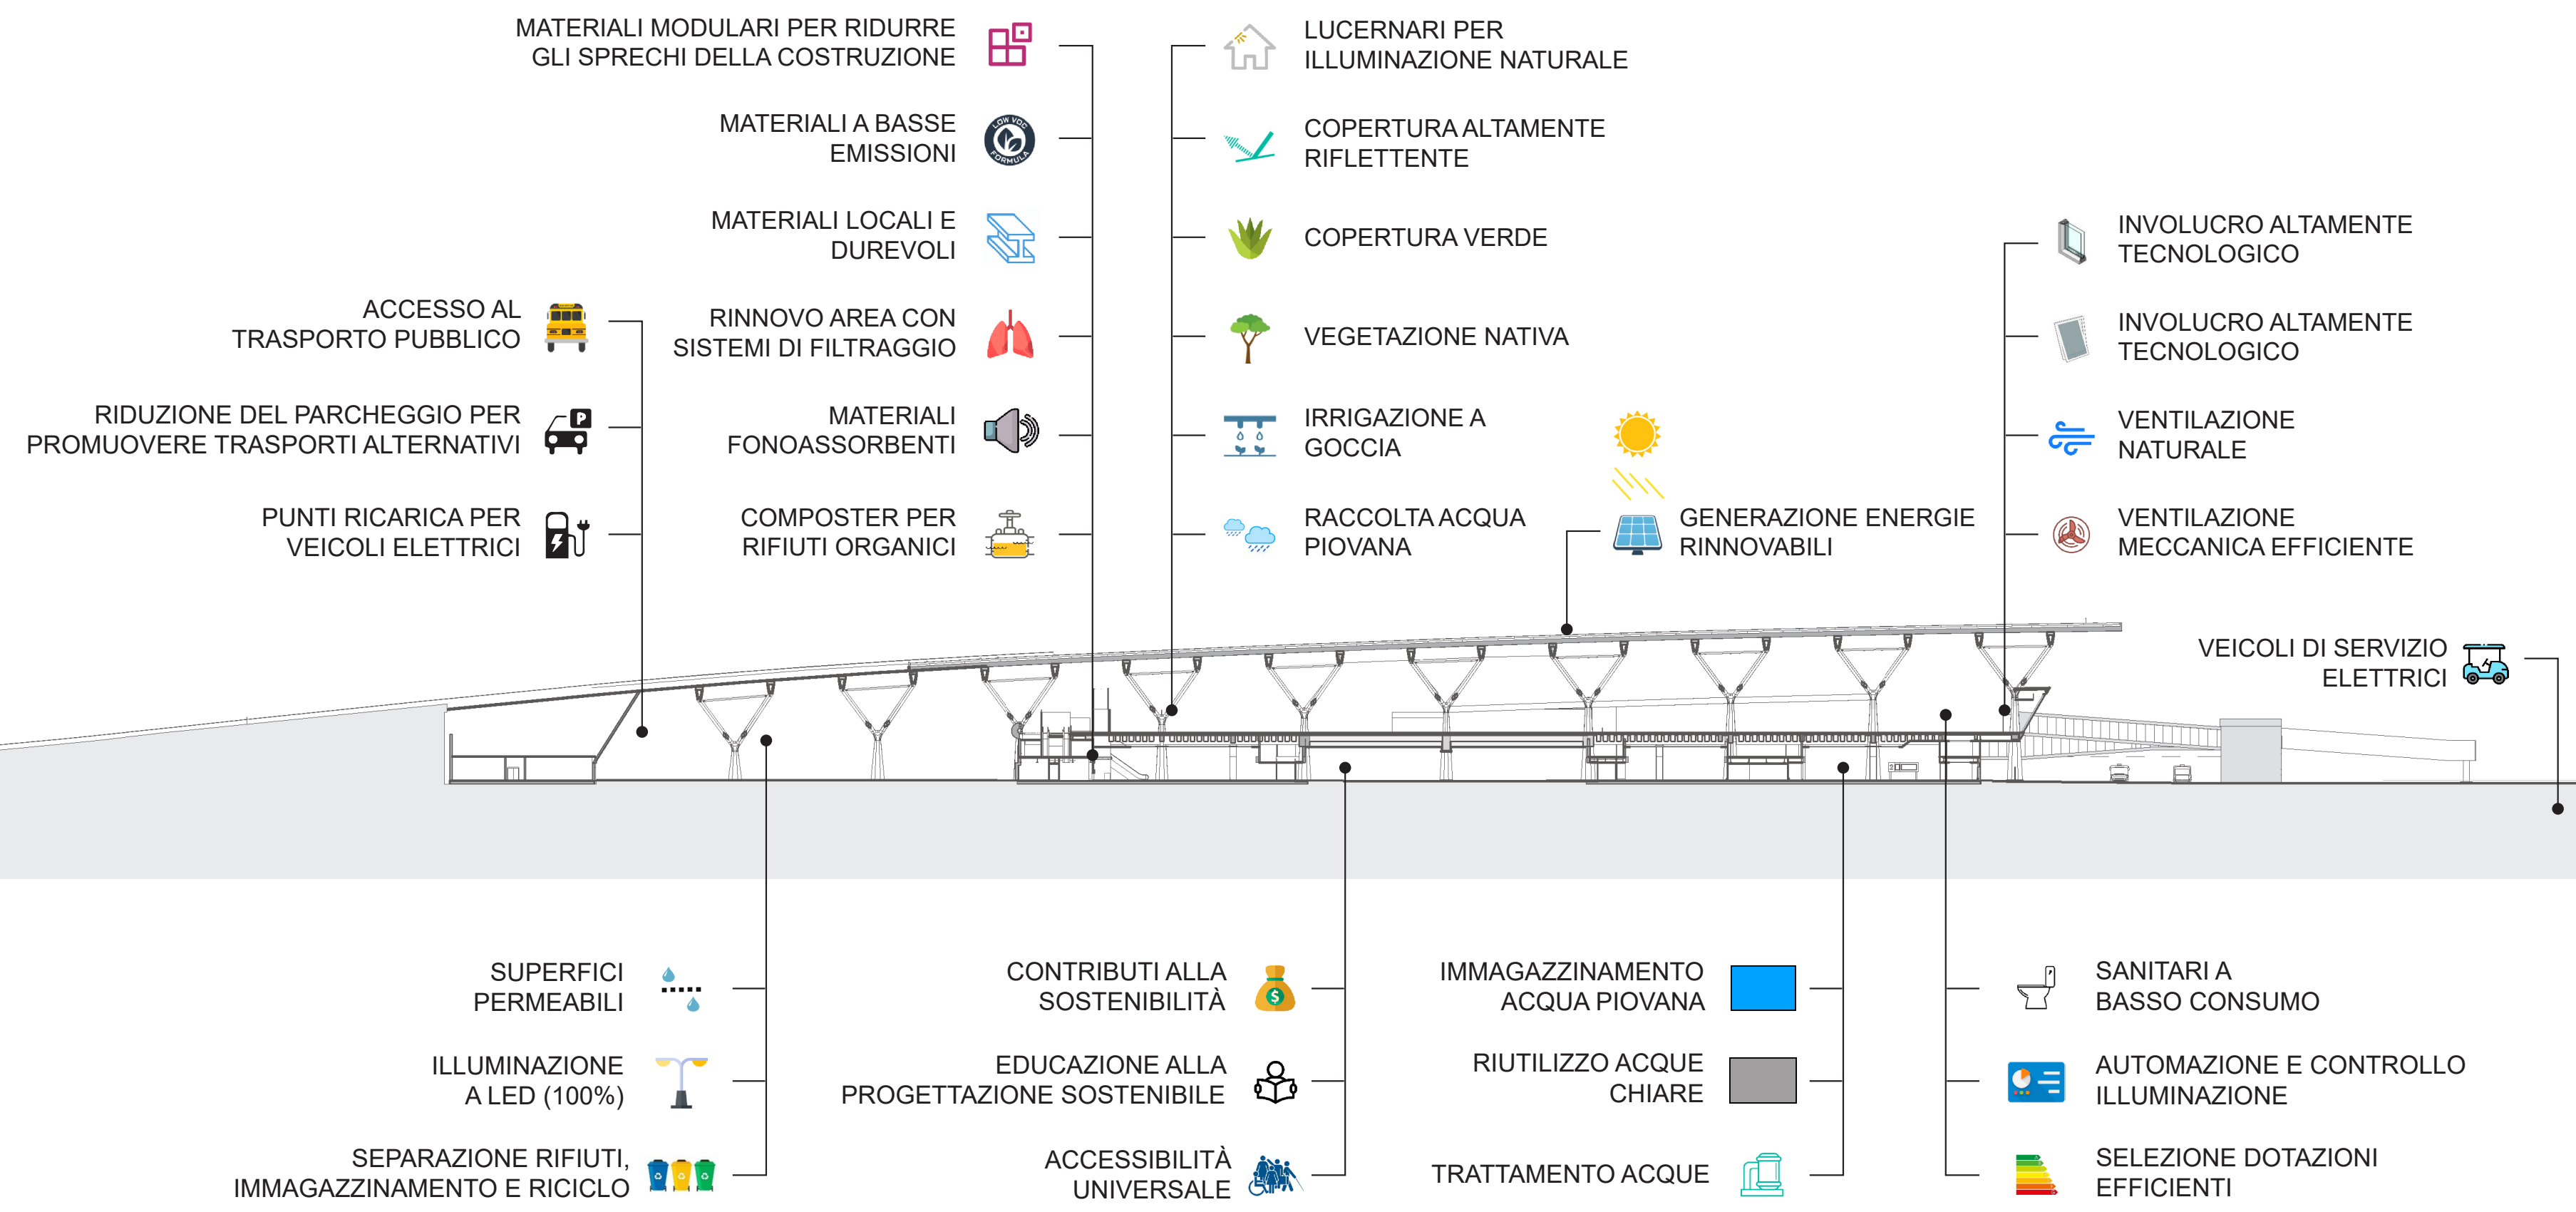 MATERIALI MODULARI PER RIDURRE
GLI SPRECHI DELLA COSTRUZIONE
LUCERNARI PER
ILLUMINAZIONE NATURALE
MATERIALI A BASSE
EMISSIONI
LOW VOC
FORMULA
COPERTURA ALTAMENTE
RIFLETTENTE
MATERIALI LOCALI E
DUREVOLI
COPERTURA VERDE
INVOLUCRO ALTAMENTE
TECNOLOGICO
ACCESSO AL
TRASPORTO PUBBLICO
RINNOVO AREA CON
SISTEMI DI FILTRAGGIO
VEGETAZIONE NATIVA
INVOLUCRO ALTAMENTE
TECNOLOGICO
RIDUZIONE DEL PARCHEGGIO PER
PROMUOVERE TRASPORTI ALTERNATIVI
P
MATERIALI
FONOASSORBENTI
IRRIGAZIONE A
GOCCIA
VENTILAZIONE
NATURALE
PUNTI RICARICA PER
VEICOLI ELETTRICI
COMPOSTER PER
RIFIUTI ORGANICI
RACCOLTA ACQUA
PIOVANA
GENERAZIONE ENERGIE
RINNOVABILI
VENTILAZIONE
MECCANICA EFFICIENTE
VEICOLI DI SERVIZIO
ELETTRICI
SUPERFICI
PERMEABILI
CONTRIBUTI ALLA
SOSTENIBILITÀ
$
IMMAGAZZINAMENTO
ACQUA PIOVANA
SANITARI A
BASSO CONSUMO
ILLUMINAZIONE
A LED (100%)
EDUCAZIONE ALLA
PROGETTAZIONE SOSTENIBILE
RIUTILIZZO ACQUE
CHIARE
AUTOMAZIONE E CONTROLLO
ILLUMINAZIONE
SEPARAZIONE RIFIUTI,
IMMAGAZZINAMENTO E RICICLO
ACCESSIBILITÀ
UNIVERSALE
TRATTAMENTO ACQUE
SELEZIONE DOTAZIONI
EFFICIENTI